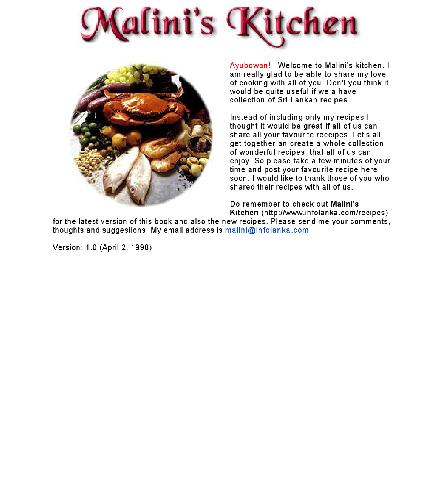 Malini's Kitchen
Ayubowan! Welcome to Malini's kitchen. I
am really glad to be able to share my love
of cooking with all of you. Don't you think it
would be quite useful if we a have
collection of Sri Lankan recipes.
Instead of including only my recipes I
thought it would be great if all of us can
share all your favourite receipes. Let's all
get together an create a whole collection
of wonderful recipes, that all of us can
enjoy. So please take a few minutes of your
time and post your favourite recipe here
soon. I would like to thank those of you who
shared their recipes with all of us.
Do remember to check out Malini's
Kitchen (http://www.infolanka.com/recipes)
for the latest version of this book and also the new recipes. Please send me your comments,
thoughts and suggestions. My email address is malini@infolanka.com
Version: 1.0 (April 2, 1998)